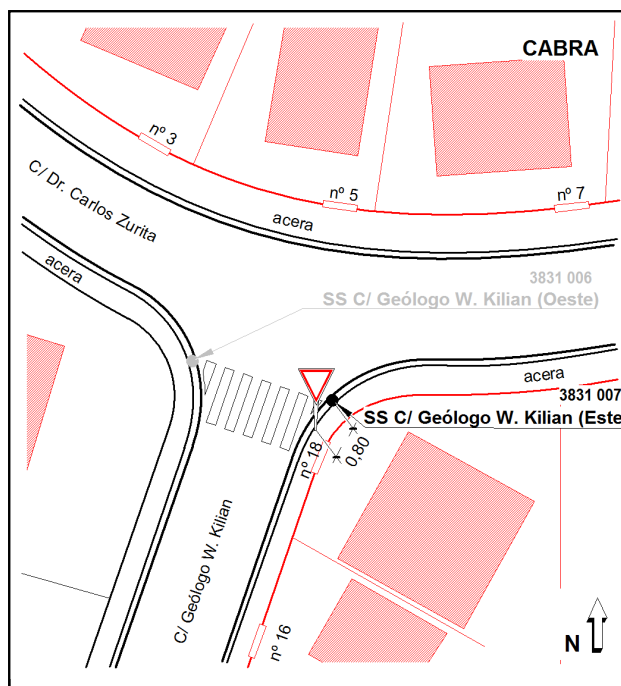 CABRA
nº 3
nº 5
nº 7
C/ Dr. Carlos Zurita
acera
acera
3831 006
SS C/ Geólogo W. Kilian (Oeste)
acera
3831 007
SS C/ Geólogo W. Kilian (Este
0,80
nº 18
C/ Geólogo W. Kilian
nº 16
N